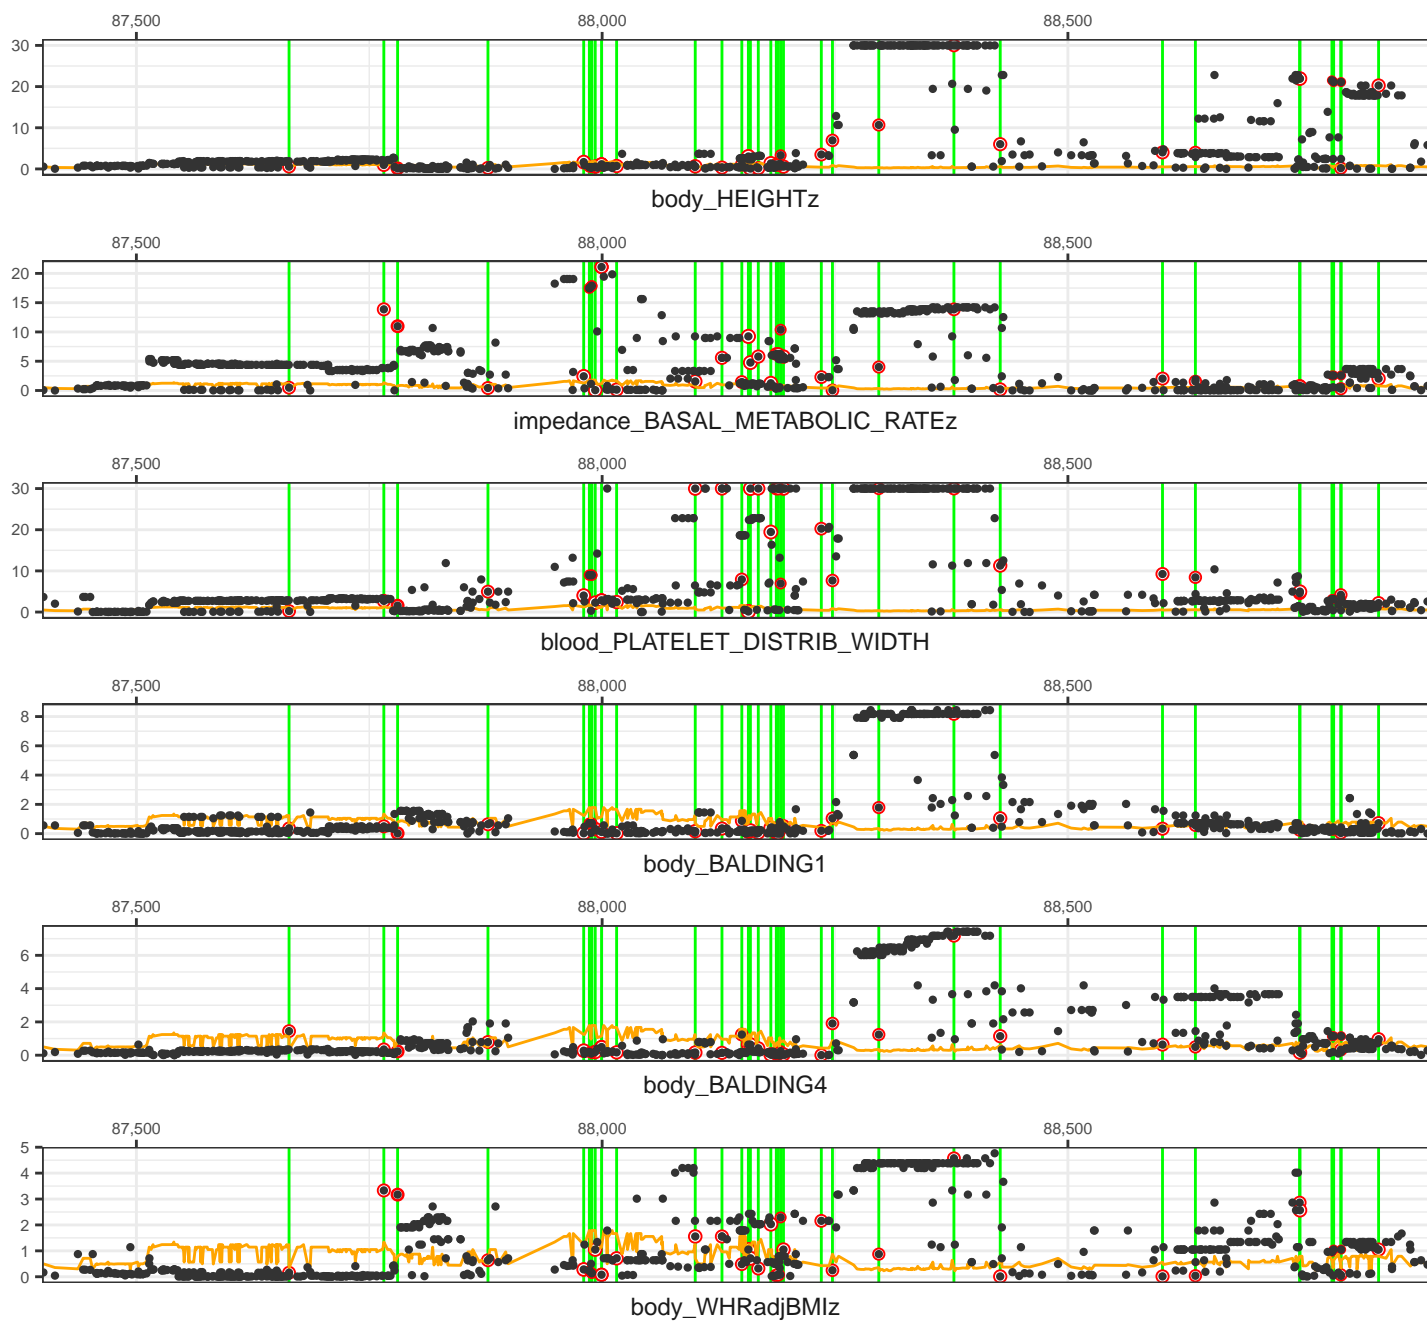 87,500 88,000 88,500
30
20
10
0
body_HEIGHTz
87,500 88,000 88,500
20
15
10
5
0
impedance_BASAL_METABOLIC_RATEz
87,500 88,000 88,500
30
20
10
0
blood_PLATELET_DISTRIB_WIDTH
87,500 88,000 88,500
8
6
4
2
0
body_BALDING1
87,500 88,000 88,500
6
4
2
0
body_BALDING4
87,500 88,000 88,500
5
4
3
2
1
0
body_WHRadjBMIz